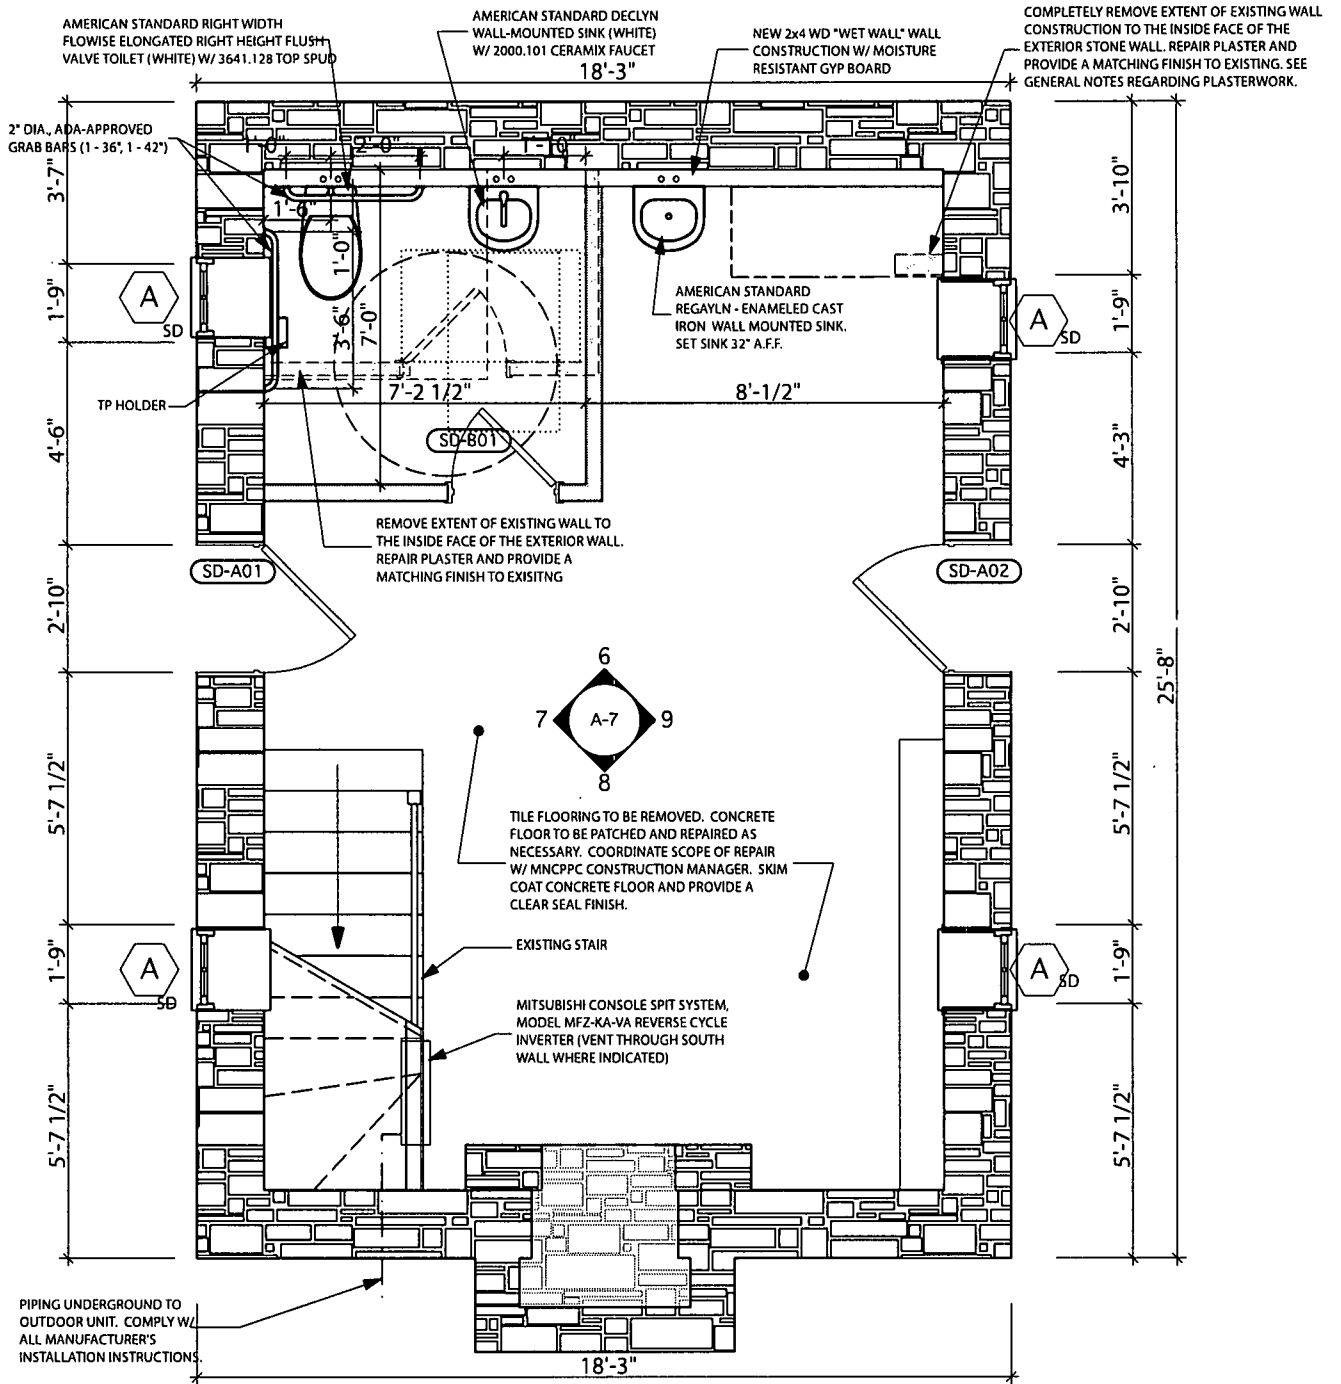 AMERICAN STANDARD RIGHT WIDTH
FLOWISE ELONGATED RIGHT HEIGHT FLUSH
VALVE TOILET (WHITE) W/ 3641.128 TOP SPUD
AMERICAN STANDARD DECLYN
WALL-MOUNTED SINK (WHITE)
W/ 2000.101 CERAMIX FAUCET
NEW 2x4 WD "WET WALL" WALL
CONSTRUCTION W/ MOISTURE
RESISTANT GYP BOARD
COMPLETELY REMOVE EXTENT OF EXISTING WALL
CONSTRUCTION TO THE INSIDE FACE OF THE
EXTERIOR STONE WALL. REPAIR PLASTER AND
PROVIDE A MATCHING FINISH TO EXISTING. SEE
GENERAL NOTES REGARDING PLASTERWORK.
18'-3"
2" DIA., ADA-APPROVED
GRAB BARS (1 - 36", 1 - 42")
1'-0"
2'-0"
1'-0"
3'-7"
3'-10"
1'-6"
1'-0"
3'-6"
7'-0"
A
SD
1'-9"
AMERICAN STANDARD
REGAYLN - ENAMELED CAST
IRON WALL MOUNTED SINK.
SET SINK 32" A.F.F.
A
SD
1'-9"
TP HOLDER
7'-2 1/2"
8'-1/2"
4'-6"
SD-B01
4'-3"
REMOVE EXTENT OF EXISTING WALL TO
THE INSIDE FACE OF THE EXTERIOR WALL.
REPAIR PLASTER AND PROVIDE A
MATCHING FINISH TO EXISITNG
SD-A01
SD-A02
2'-10"
2'-10"
25'-8"
6
7
A-7
9
8
5'-7 1/2"
5'-7 1/2"
TILE FLOORING TO BE REMOVED. CONCRETE
FLOOR TO BE PATCHED AND REPAIRED AS
NECESSARY. COORDINATE SCOPE OF REPAIR
W/ MNCPPC CONSTRUCTION MANAGER. SKIM
COAT CONCRETE FLOOR AND PROVIDE A
CLEAR SEAL FINISH.
EXISTING STAIR
A
SD
1'-9"
A
SD
1'-9"
MITSUBISHI CONSOLE SPIT SYSTEM,
MODEL MFZ-KA-VA REVERSE CYCLE
INVERTER (VENT THROUGH SOUTH
WALL WHERE INDICATED)
5'-7 1/2"
5'-7 1/2"
PIPING UNDERGROUND TO
OUTDOOR UNIT. COMPLY W/
ALL MANUFACTURER'S
INSTALLATION INSTRUCTIONS.
18'-3"